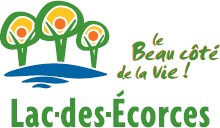 le
Beau côté
de la Vie !
Lac-des-Écorces